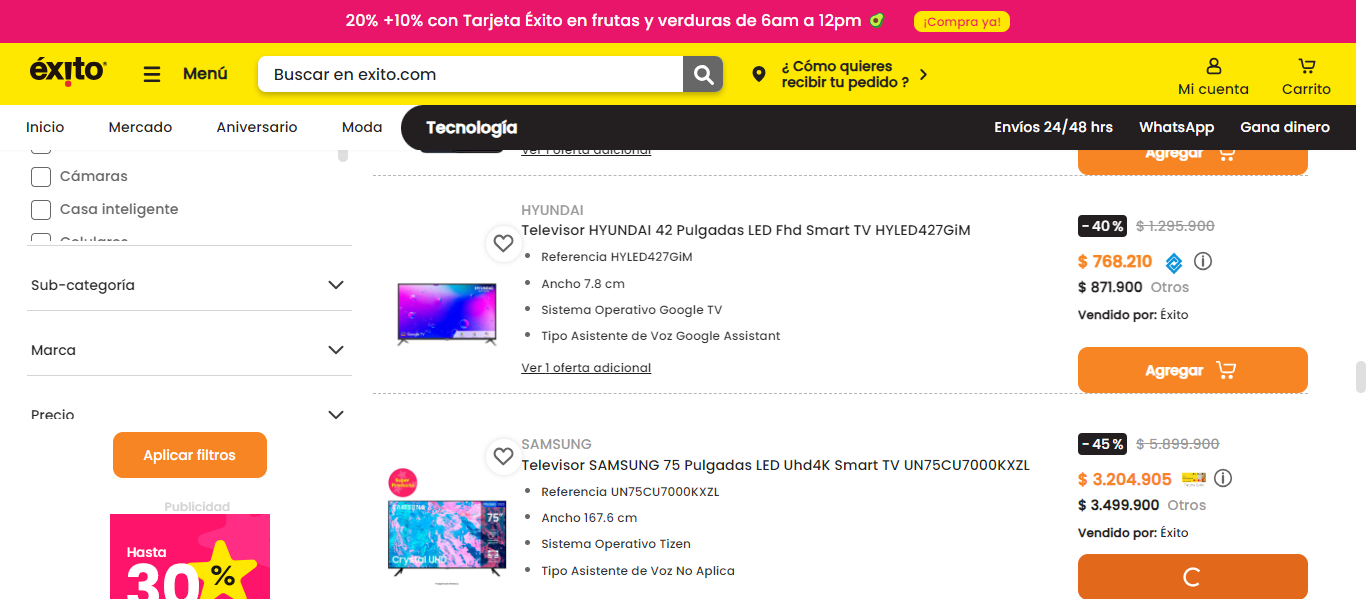 20% +10% con Tarjeta Éxito en frutas y verduras de 6am a 12pm
¡Compra ya!
éxito
Menú
Buscar en exito.com
¿ Cómo quieres
recibir tu pedido ?
Mi cuenta
Carrito
Inicio
Mercado
Aniversario
Moda
Tecnología
Envíos 24/48 hrs
WhatsApp
Gana dinero
Cámaras
Casa inteligente
Celulares
Sub-categoría
Marca
Precio
Aplicar filtros
Publicidad
Hasta
30%
Ver 1 oferta adicional
Agregar
HYUNDAI
Televisor HYUNDAI 42 Pulgadas LED Fhd Smart TV HYLED427GiM
Referencia HYLED427GiM
Ancho 7.8 cm
Sistema Operativo Google TV
Tipo Asistente de Voz Google Assistant
Ver 1 oferta adicional
-40% $ 1.295.900
$ 768.210
$ 871.900 Otros
Vendido por: Éxito
Agregar
SAMSUNG
Televisor SAMSUNG 75 Pulgadas LED Uhd4K Smart TV UN75CU7000KXZL
Super
Producto
SAMSUNG
75"
Crystal UHD
Referencia UN75CU7000KXZL
Ancho 167.6 cm
Sistema Operativo Tizen
Tipo Asistente de Voz No Aplica
-45% $ 5.899.900
$ 3.204.905
$ 3.499.900 Otros
Vendido por: Éxito